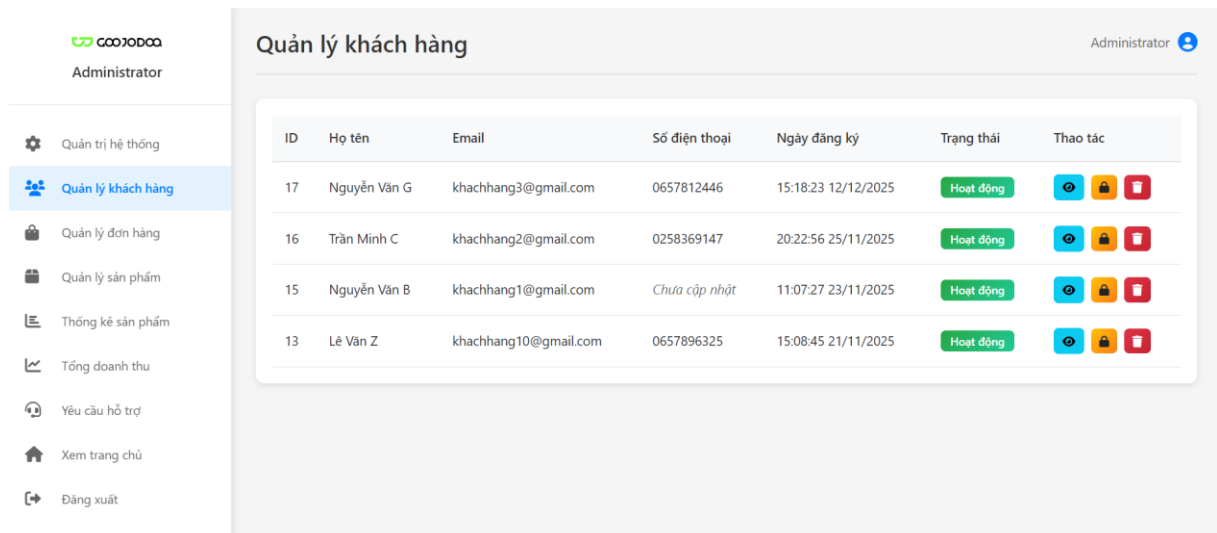 GOOJODOQ
Administrator
Quản trị hệ thống
Quản lý khách hàng
Quản lý đơn hàng
Quản lý sản phẩm
Thống kê sản phẩm
Tổng doanh thu
Yêu cầu hỗ trợ
Xem trang chủ
Đăng xuất
Quản lý khách hàng
Administrator
ID Họ tên Email Số điện thoại Ngày đăng ký Trạng thái Thao tác
17 Nguyễn Văn G khachhang3@gmail.com 0657812446 15:18:23 12/12/2025 Hoạt động
16 Trần Minh C khachhang2@gmail.com 0258369147 20:22:56 25/11/2025 Hoạt động
15 Nguyễn Văn B khachhang1@gmail.com Chưa cập nhật 11:07:27 23/11/2025 Hoạt động
13 Lê Văn Z khachhang10@gmail.com 0657896325 15:08:45 21/11/2025 Hoạt động